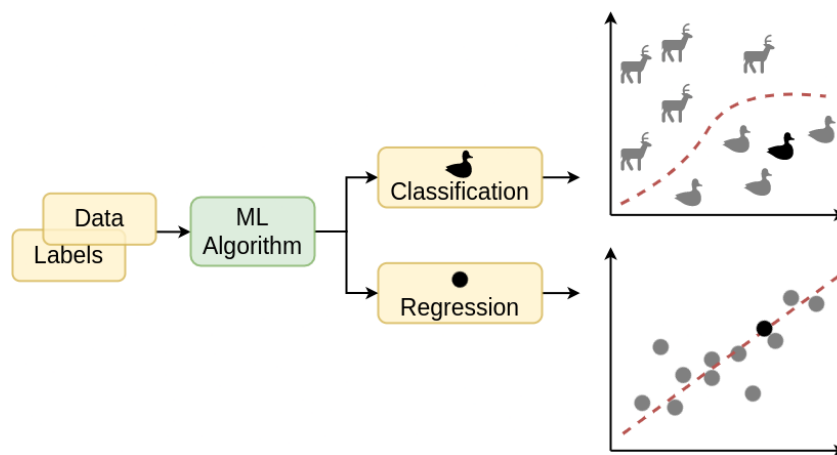 Data
Labels
ML
Algorithm
Classification
Regression